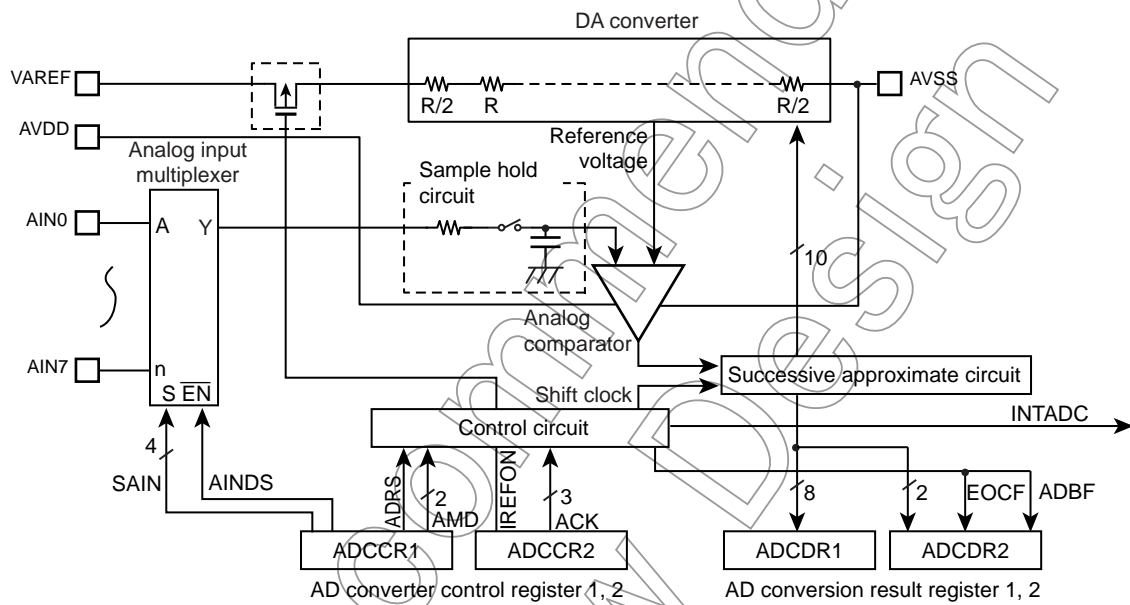 DA converter
VAREF
AVSS
R/2
R
R/2
AVDD
Reference
voltage
Analog input
multiplexer
Sample hold
circuit
AIN0
A
Y
10
Analog
comparator
AIN7
n
S EN
Successive approximate circuit
Shift clock
INTADC
Control circuit
4
SAIN
AINDS
ADRS
2
AMD
IREFON
3
ACK
8
2
EOCF
ADBF
ADCCR1
ADCCR2
ADCDR1
ADCDR2
AD converter control register 1, 2
AD conversion result register 1, 2